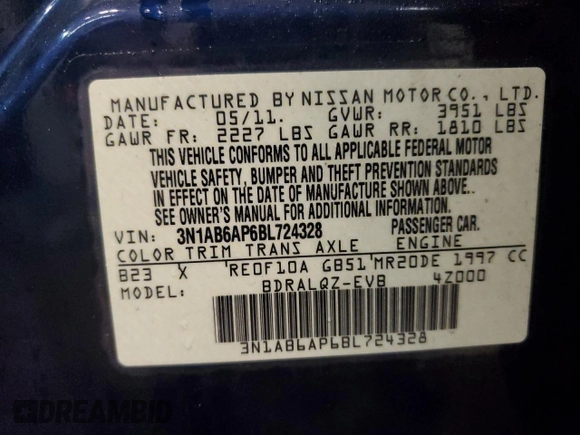 MANUFACTURED BY NISSAN MOTOR CO., LTD.
DATE: 05/11. GVWR: 3951 LBS
GAWR FR: 2227 LBS GAWR RR: 1810 LBS
THIS VEHICLE CONFORMS TO ALL APPLICABLE FEDERAL MOTOR
VEHICLE SAFETY, BUMPER AND THEFT PREVENTION STANDARDS
IN EFFECT ON THE DATE OF MANUFACTURE SHOWN ABOVE..
SEE OWNER'S MANUAL FOR ADDITIONAL INFORMATION.
VIN: 3N1AB6AP6BL724328 PASSENGER CAR.
COLOR TRIM TRANS AXLE ENGINE
B23 X RE0F10A GB51 MR20DE 1997 CC
MODEL: BDRALQZ-EVB 4Z000
3N1AB6AP6BL724328
DREAMBID